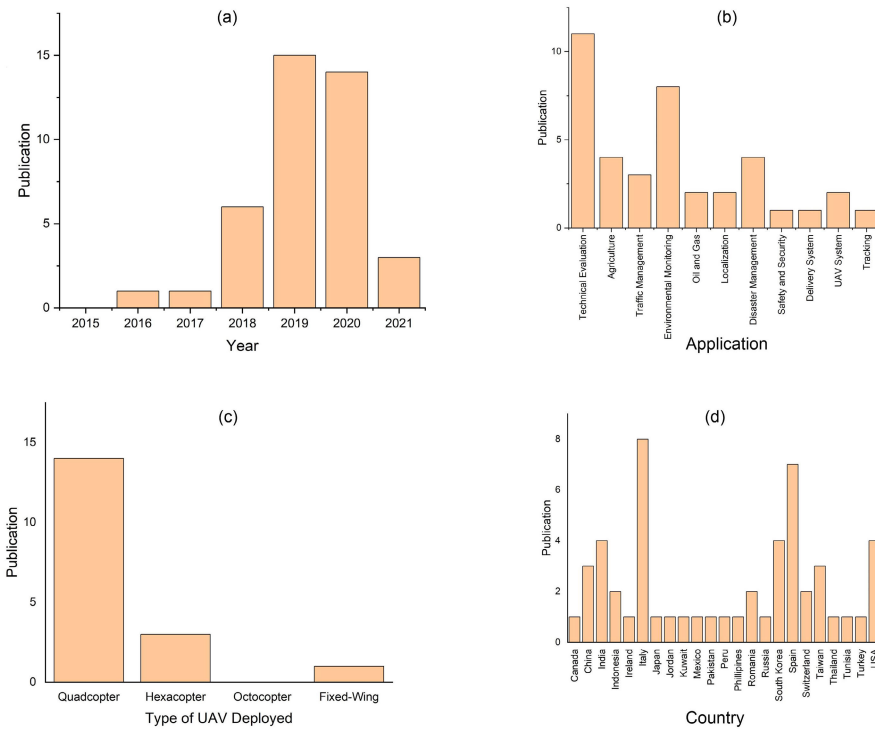 (a)
15
10
5
0
Publication
2015 2016 2017 2018 2019 2020 2021
Year
(b)
10
5
0
Publication
Technical Evaluation
Agriculture
Traffic Management
Environmental Monitoring
Oil and Gas
Localization
Disaster Management
Safety and Security
Delivery System
UAV System
Tracking
Application
(c)
15
10
5
0
Publication
Quadcopter Hexacopter Octocopter Fixed-Wing
Type of UAV Deployed
(d)
8
6
4
2
0
Publication
Canada
China
India
Indonesia
Ireland
Italy
Japan
Jordan
Kuwait
Mexico
Pakistan
Peru
Phillipines
Romania
Russia
South Korea
Spain
Switzerland
Taiwan
Thailand
Tunisia
Turkey
USA
Country